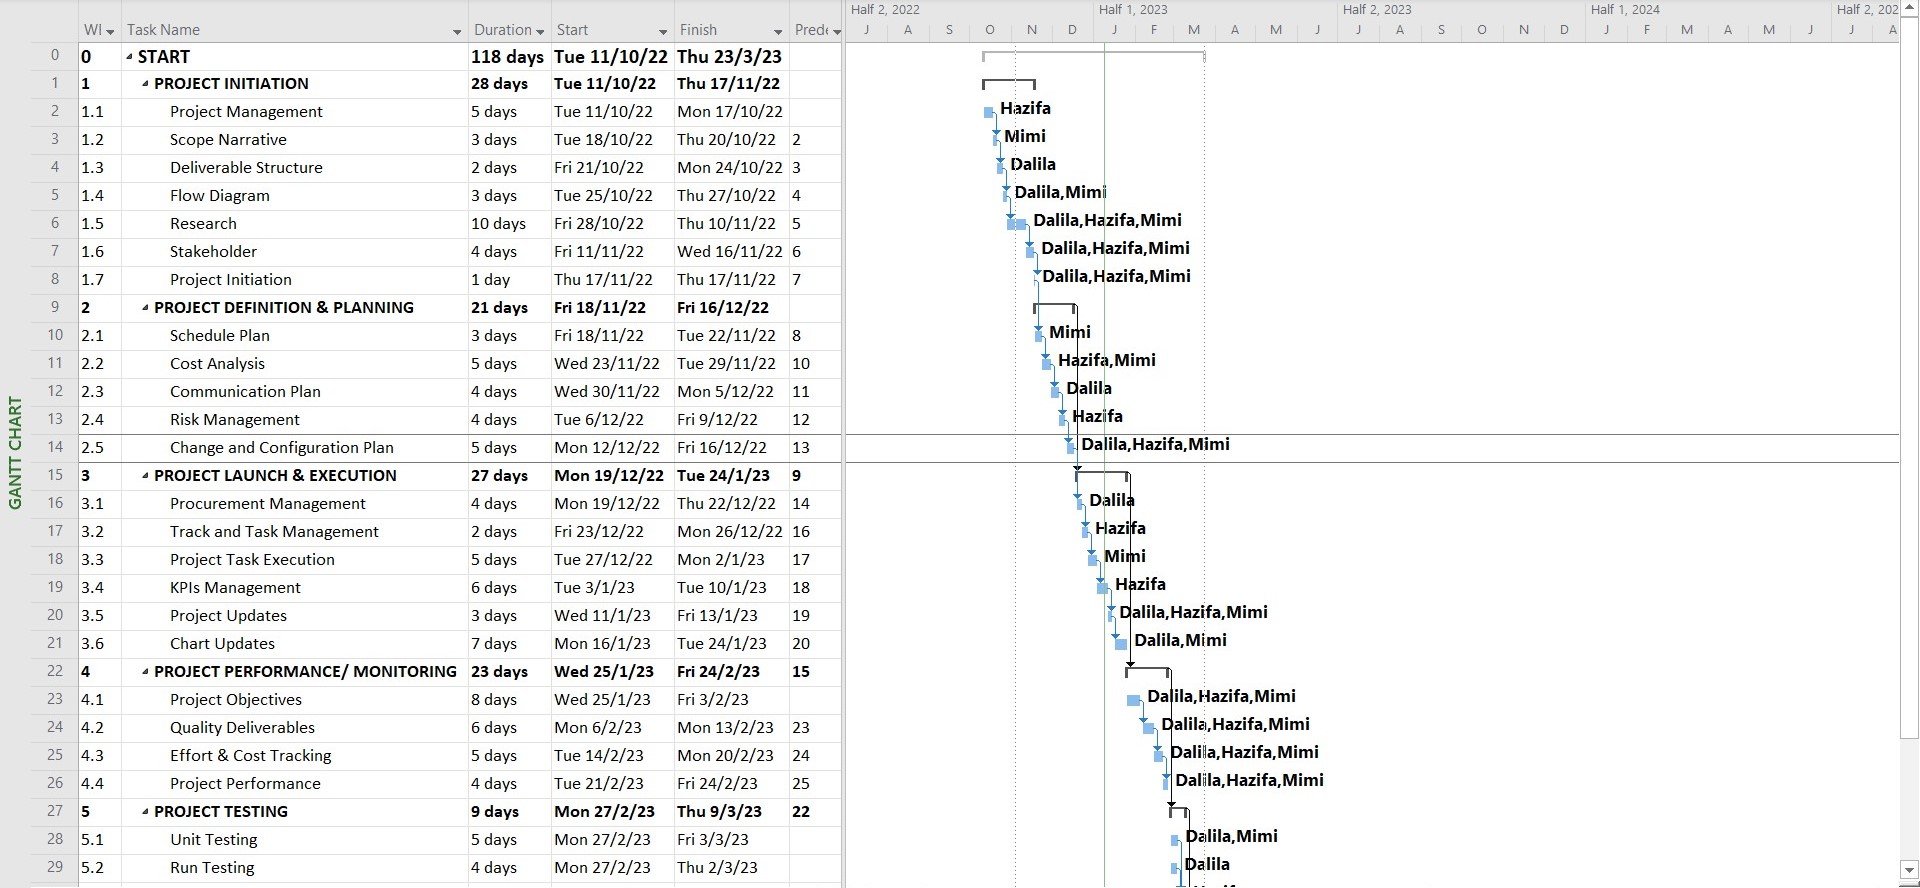 Half 2, 2022 Half 1, 2023 Half 2, 2023 Half 1, 2024 Half 2, 202
WI Task Name Duration Start Finish Prede J A S O N D J F M A M J J A S O N D J F M A M J J A
0 0 START 118 days Tue 11/10/22 Thu 23/3/23
1 1 PROJECT INITIATION 28 days Tue 11/10/22 Thu 17/11/22
2 1.1 Project Management 5 days Tue 11/10/22 Mon 17/10/22 Hazifa
3 1.2 Scope Narrative 3 days Tue 18/10/22 Thu 20/10/22 2 Mimi
4 1.3 Deliverable Structure 2 days Fri 21/10/22 Mon 24/10/22 3 Dalila
5 1.4 Flow Diagram 3 days Tue 25/10/22 Thu 27/10/22 4 Dalila,Mimi
6 1.5 Research 10 days Fri 28/10/22 Thu 10/11/22 5 Dalila,Hazifa,Mimi
7 1.6 Stakeholder 4 days Fri 11/11/22 Wed 16/11/22 6 Dalila,Hazifa,Mimi
8 1.7 Project Initiation 1 day Thu 17/11/22 Thu 17/11/22 7 Dalila,Hazifa,Mimi
9 2 PROJECT DEFINITION & PLANNING 21 days Fri 18/11/22 Fri 16/12/22
10 2.1 Schedule Plan 3 days Fri 18/11/22 Tue 22/11/22 8 Mimi
11 2.2 Cost Analysis 5 days Wed 23/11/22 Tue 29/11/22 10 Hazifa,Mimi
12 2.3 Communication Plan 4 days Wed 30/11/22 Mon 5/12/22 11 Dalila
13 2.4 Risk Management 4 days Tue 6/12/22 Fri 9/12/22 12 Hazifa
14 2.5 Change and Configuration Plan 5 days Mon 12/12/22 Fri 16/12/22 13 Dalila,Hazifa,Mimi
15 3 PROJECT LAUNCH & EXECUTION 27 days Mon 19/12/22 Tue 24/1/23 9
16 3.1 Procurement Management 4 days Mon 19/12/22 Thu 22/12/22 14 Dalila
17 3.2 Track and Task Management 2 days Fri 23/12/22 Mon 26/12/22 16 Hazifa
18 3.3 Project Task Execution 5 days Tue 27/12/22 Mon 2/1/23 17 Mimi
19 3.4 KPIs Management 6 days Tue 3/1/23 Tue 10/1/23 18 Hazifa
20 3.5 Project Updates 3 days Wed 11/1/23 Fri 13/1/23 19 Dalila,Hazifa,Mimi
21 3.6 Chart Updates 7 days Mon 16/1/23 Tue 24/1/23 20 Dalila,Mimi
22 4 PROJECT PERFORMANCE/ MONITORING 23 days Wed 25/1/23 Fri 24/2/23 15
23 4.1 Project Objectives 8 days Wed 25/1/23 Fri 3/2/23 Dalila,Hazifa,Mimi
24 4.2 Quality Deliverables 6 days Mon 6/2/23 Mon 13/2/23 23 Dalila,Hazifa,Mimi
25 4.3 Effort & Cost Tracking 5 days Tue 14/2/23 Mon 20/2/23 24 Dalila,Hazifa,Mimi
26 4.4 Project Performance 4 days Tue 21/2/23 Fri 24/2/23 25 Dalila,Hazifa,Mimi
27 5 PROJECT TESTING 9 days Mon 27/2/23 Thu 9/3/23 22
28 5.1 Unit Testing 5 days Mon 27/2/23 Fri 3/3/23 Dalila,Mimi
29 5.2 Run Testing 4 days Mon 27/2/23 Thu 2/3/23 Dalila
GANTT CHART